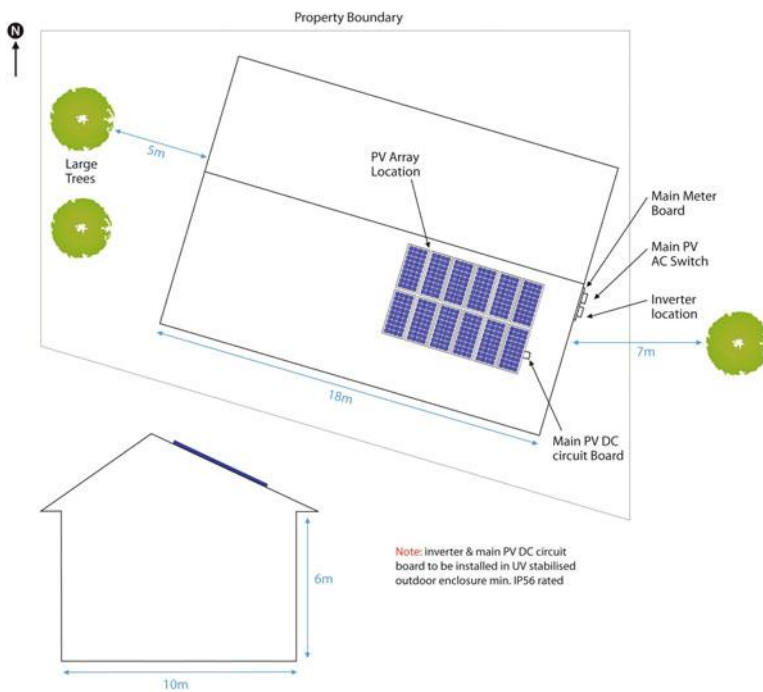 Property Boundary
N
5m
Large
Trees
PV Array
Location
Main Meter
Board
Main PV
AC Switch
Inverter
location
7m
18m
Main PV DC
circuit Board
Note: inverter & main PV DC circuit
board to be installed in UV stabilised
outdoor enclosure min. IP56 rated
6m
10m